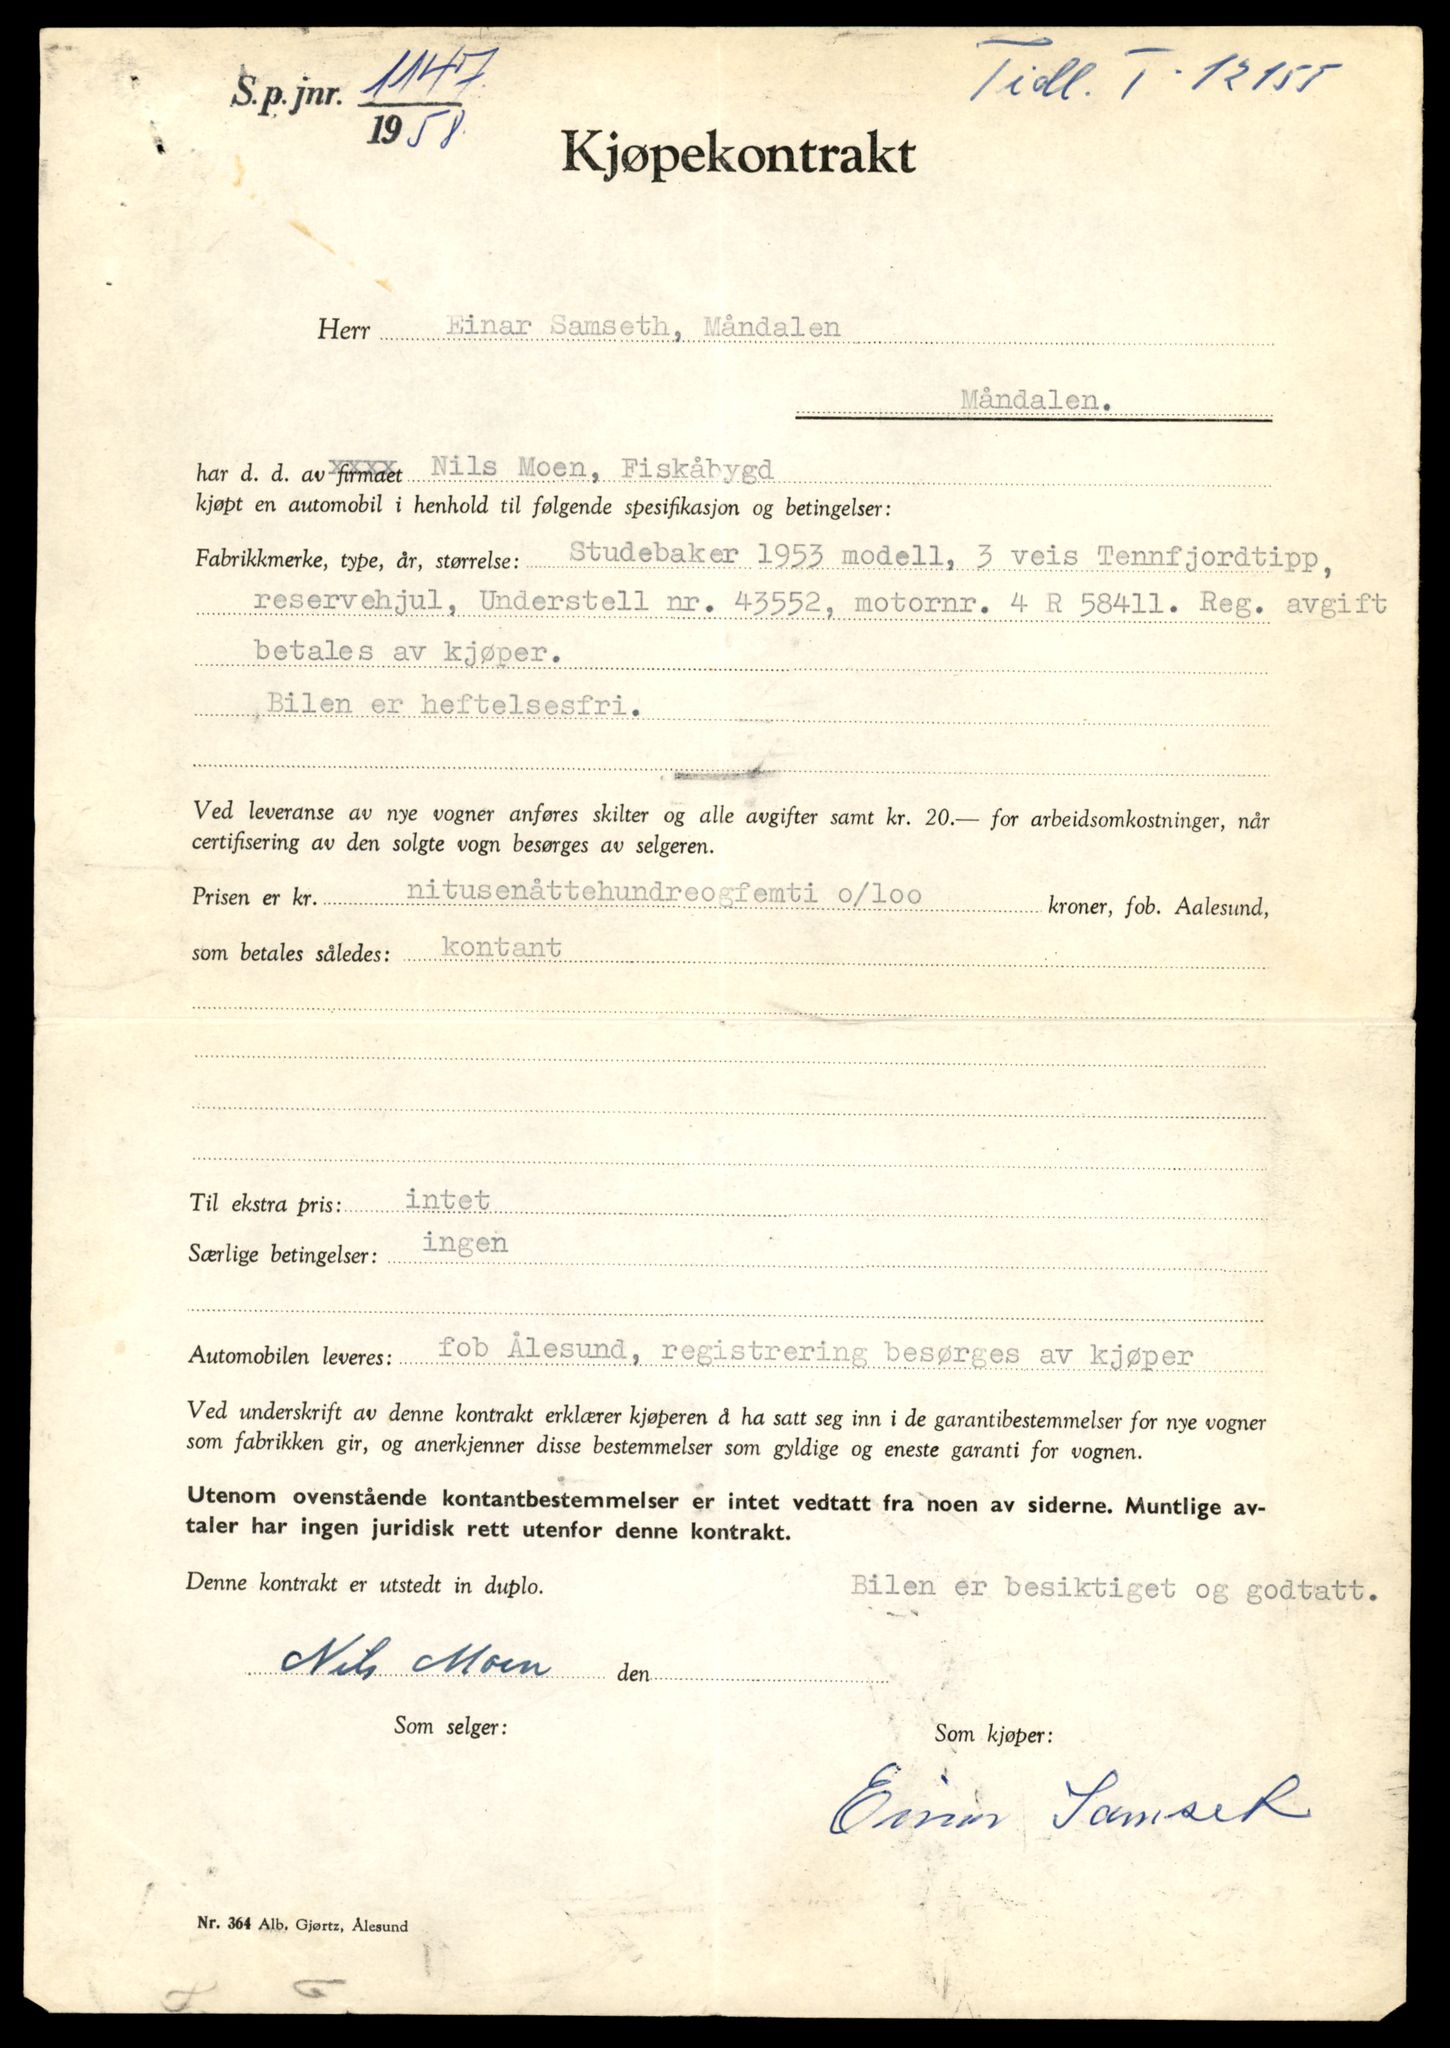 S.p.jnr. 1147.
1958.
Tidl. T-12155
Kjøpekontrakt
Herr Einar Samseth, Måndalen
Måndalen.
har d. d. av firmaet Nils Moen, Fiskåbygd
kjøpt en automobil i henhold til følgende spesifikasjon og betingelser:
Fabrikkmerke, type, år, størrelse: Studebaker 1953 modell, 3 veis Tennfjordtipp,
reservehjul, Understell nr. 43552, motornr. 4 R 58411. Reg. avgift
betales av kjøper.
Bilen er heftelsesfri.
Ved leveranse av nye vogner anføres skilter og alle avgifter samt kr. 20.— for arbeidsomkostninger, når
certifisering av den solgte vogn besørges av selgeren.
Prisen er kr. nitusenåttehundreogfemti o/loo kroner, fob. Aalesund,
som betales således: kontant
Til ekstra pris: intet
Særlige betingelser: ingen
Automobilen leveres: fob Ålesund, registrering besørges av kjøper
Ved underskrift av denne kontrakt erklærer kjøperen å ha satt seg inn i de garantibestemmelser for nye vogner
som fabrikken gir, og anerkjenner disse bestemmelser som gyldige og eneste garanti for vognen.
Utenom ovenstående kontantbestemmelser er intet vedtatt fra noen av siderne. Muntlige av-
taler har ingen juridisk rett utenfor denne kontrakt.
Denne kontrakt er utstedt in duplo.
Bilen er besiktiget og godtatt.
Nils Moen den
Som selger:
Som kjøper:
Einar Samseth
Nr. 364 Alb. Gjørtz, Ålesund